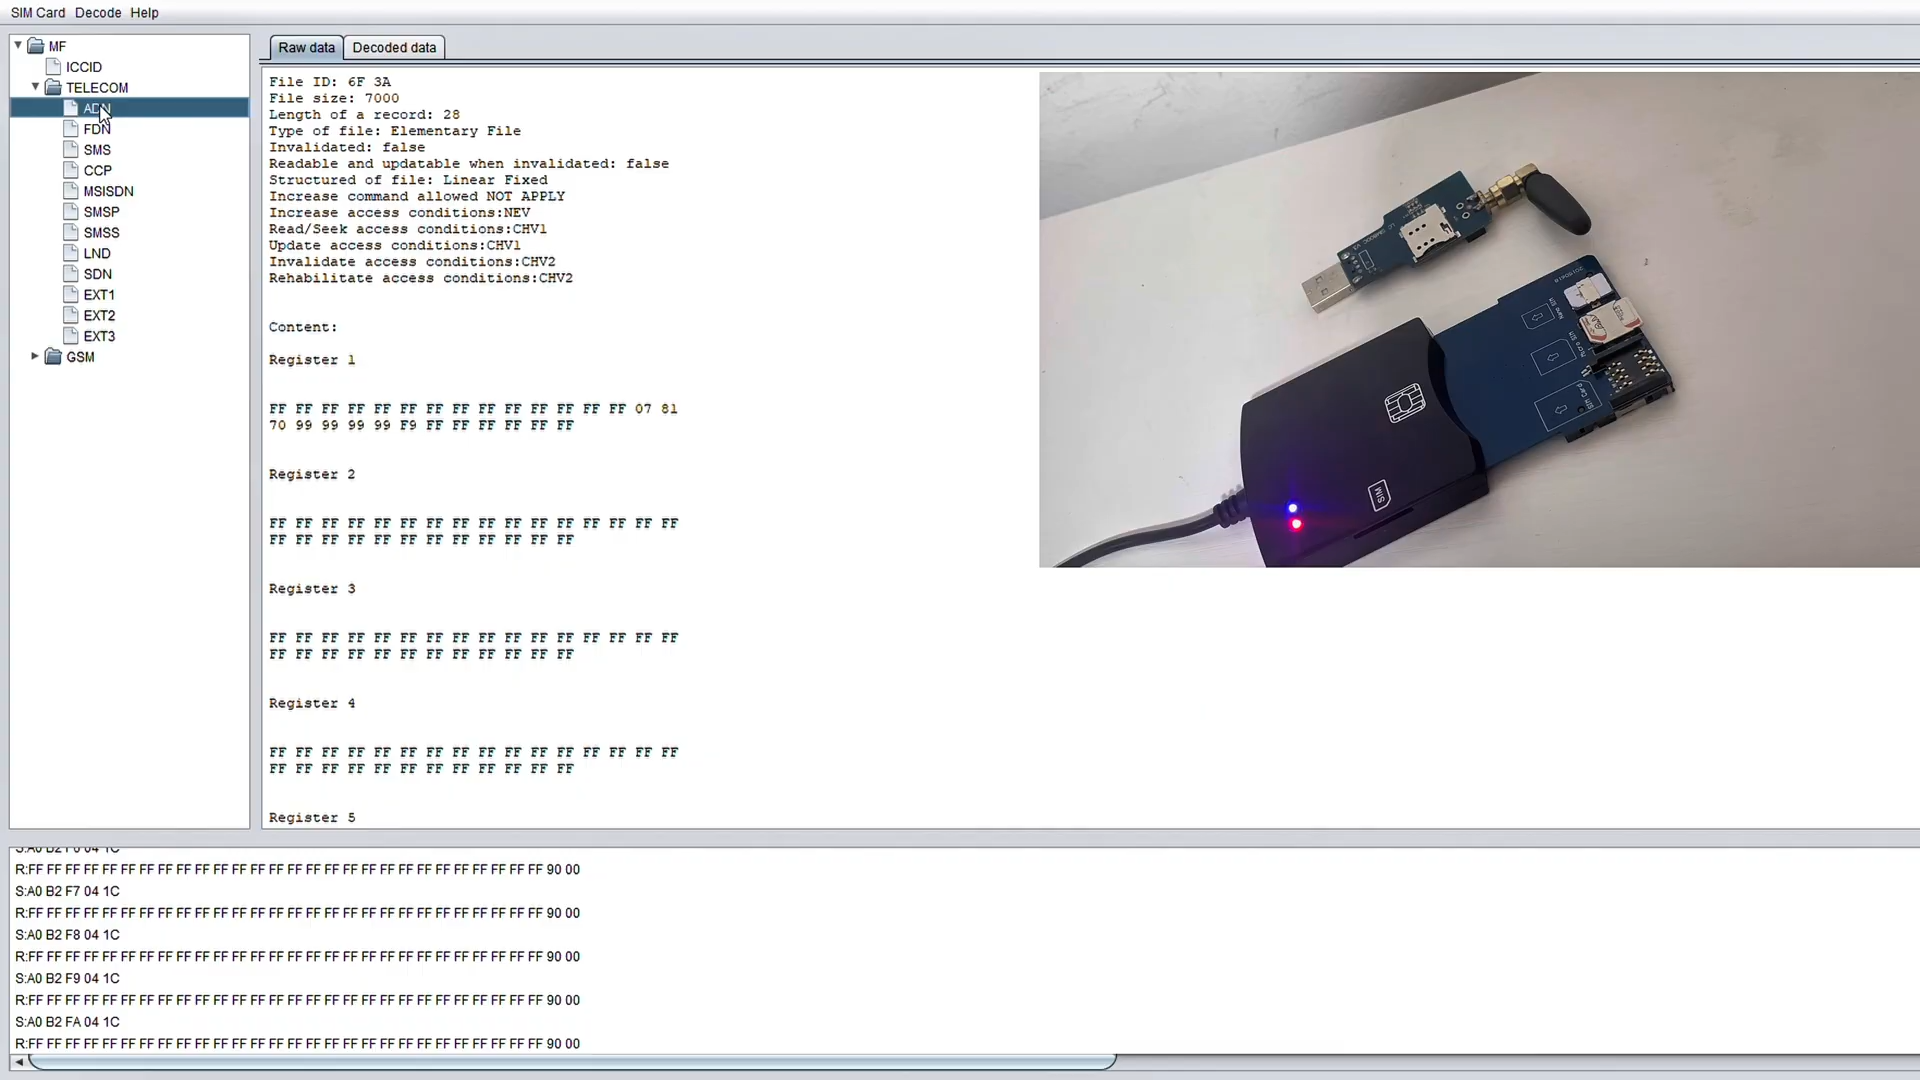 SIM Card Decode Help
MF
ICCID
TELECOM
ADN
FDN
SMS
CCP
MSISDN
SMSP
SMSS
LND
SDN
EXT1
EXT2
EXT3
GSM
Raw data Decoded data
File ID: 6F 3A
File size: 7000
Length of a record: 28
Type of file: Elementary File
Invalidated: false
Readable and updatable when invalidated: false
Structured of file: Linear Fixed
Increase command allowed NOT APPLY
Increase access conditions:NEV
Read/Seek access conditions:CHV1
Update access conditions:CHV1
Invalidate access conditions:CHV2
Rehabilitate access conditions:CHV2
Content:
Register 1
FF FF FF FF FF FF FF FF FF FF FF FF FF FF 07 81
70 99 99 99 99 F9 FF FF FF FF FF FF
Register 2
FF FF FF FF FF FF FF FF FF FF FF FF FF FF FF FF
FF FF FF FF FF FF FF FF FF FF FF FF
Register 3
FF FF FF FF FF FF FF FF FF FF FF FF FF FF FF FF
FF FF FF FF FF FF FF FF FF FF FF FF
Register 4
FF FF FF FF FF FF FF FF FF FF FF FF FF FF FF FF
FF FF FF FF FF FF FF FF FF FF FF FF
Register 5
S:A0 B2 F6 04 1C
R:FF FF FF FF FF FF FF FF FF FF FF FF FF FF FF FF FF FF FF FF FF FF FF FF FF FF FF FF 90 00
S:A0 B2 F7 04 1C
R:FF FF FF FF FF FF FF FF FF FF FF FF FF FF FF FF FF FF FF FF FF FF FF FF FF FF FF FF 90 00
S:A0 B2 F8 04 1C
R:FF FF FF FF FF FF FF FF FF FF FF FF FF FF FF FF FF FF FF FF FF FF FF FF FF FF FF FF 90 00
S:A0 B2 F9 04 1C
R:FF FF FF FF FF FF FF FF FF FF FF FF FF FF FF FF FF FF FF FF FF FF FF FF FF FF FF FF 90 00
S:A0 B2 FA 04 1C
R:FF FF FF FF FF FF FF FF FF FF FF FF FF FF FF FF FF FF FF FF FF FF FF FF FF FF FF FF 90 00
Nano SIM
Micro SIM
SIM Card
SIM